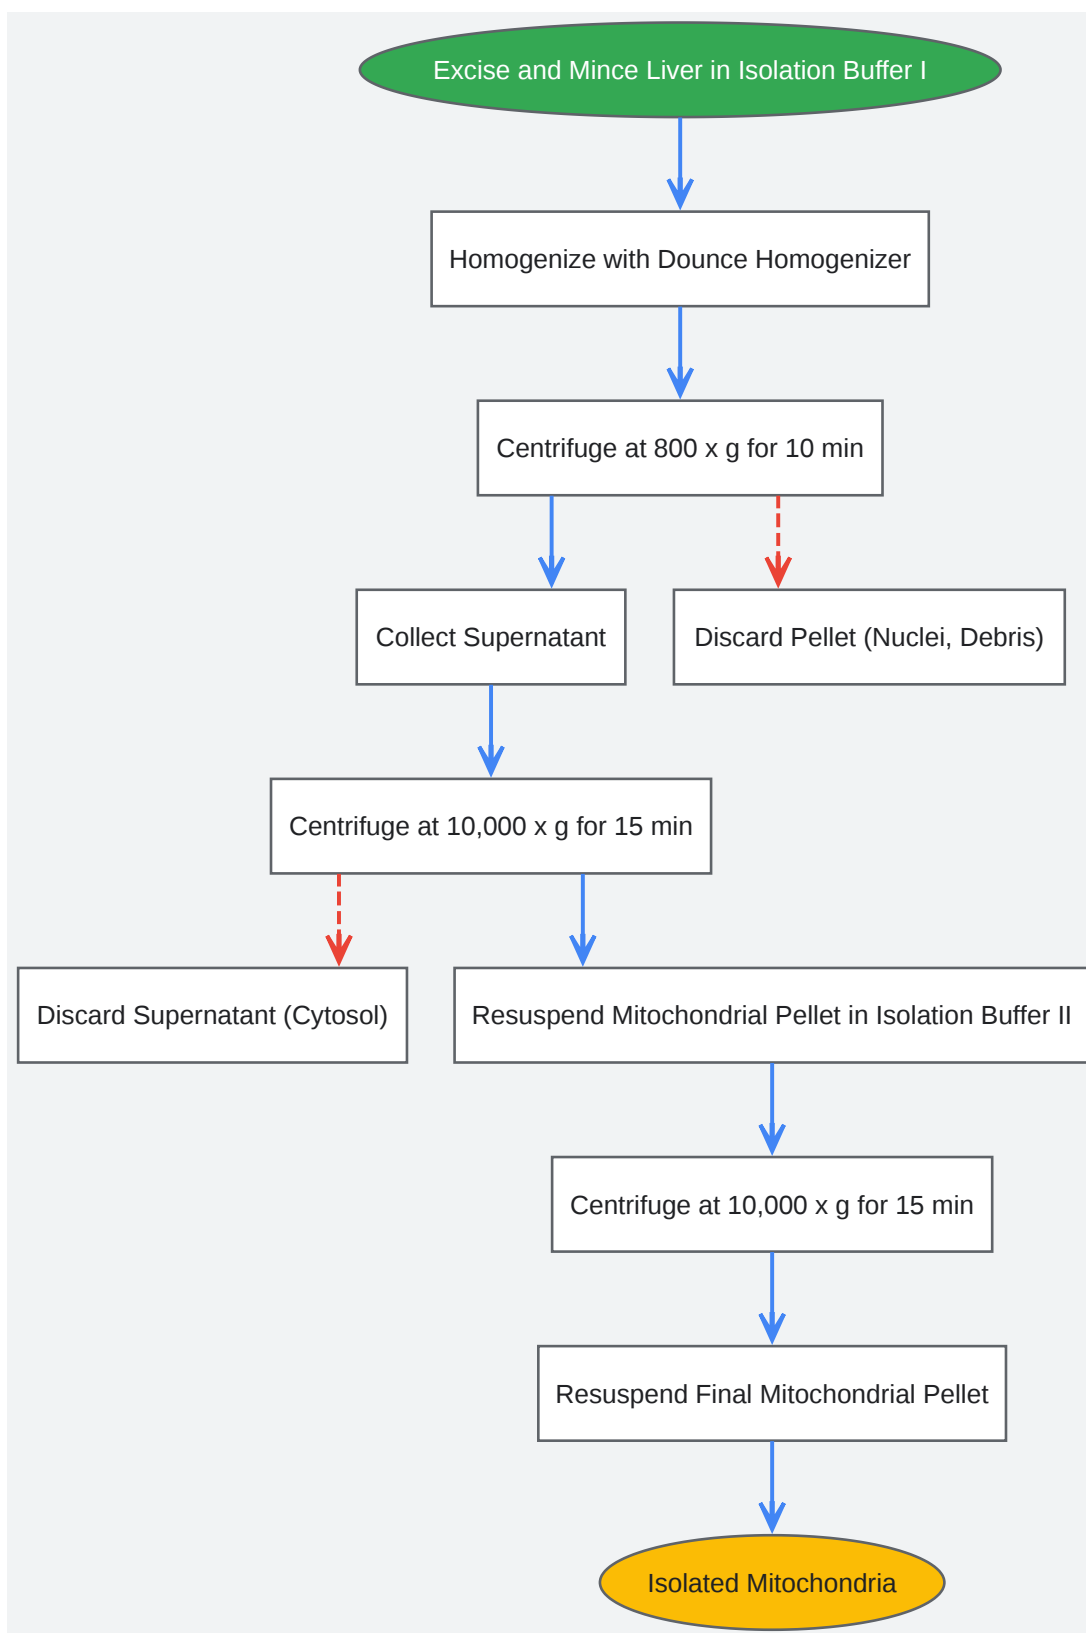 Excise and Mince Liver in Isolation Buffer I
Homogenize with Dounce Homogenizer
Centrifuge at 800 x g for 10 min
Collect Supernatant
Discard Pellet (Nuclei, Debris)
Centrifuge at 10,000 x g for 15 min
Discard Supernatant (Cytosol)
Resuspend Mitochondrial Pellet in Isolation Buffer II
Centrifuge at 10,000 x g for 15 min
Resuspend Final Mitochondrial Pellet
Isolated Mitochondria